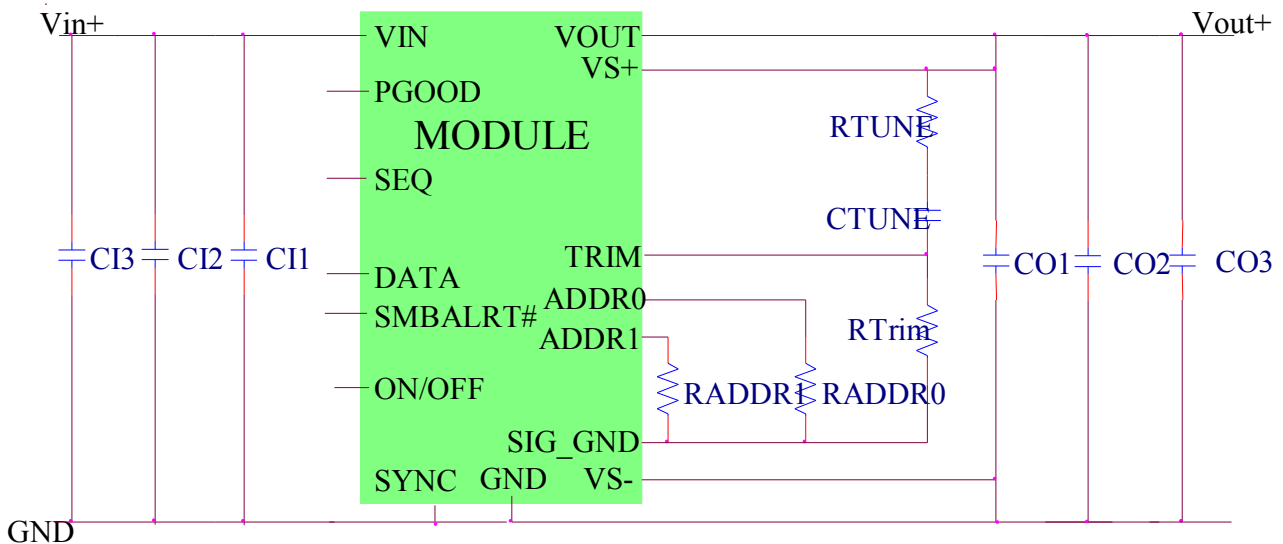 Vin+
VIN
VOUT
Vout+
VS+
PGOOD
MODULE
RTUNE
SEQ
CTUNE
TRIM
CI3
CI2
CI1
CO1
CO2
CO3
DATA
ADDR0
SMBALRT#
ADDR1
RTrim
ON/OFF
RADDR1
RADDR0
SIG_GND
SYNC
GND
VS-
GND